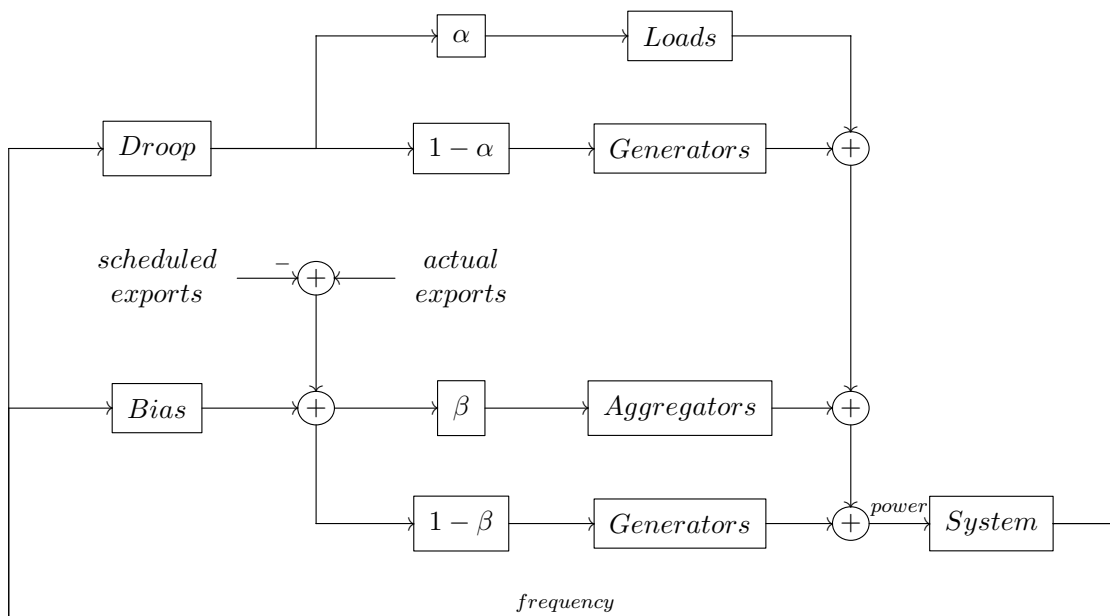 α
Loads
Droop
1 − α
Generators
+
scheduled
exports
−
+
actual
exports
Bias
+
β
Aggregators
+
1 − β
Generators
+
power
System
frequency